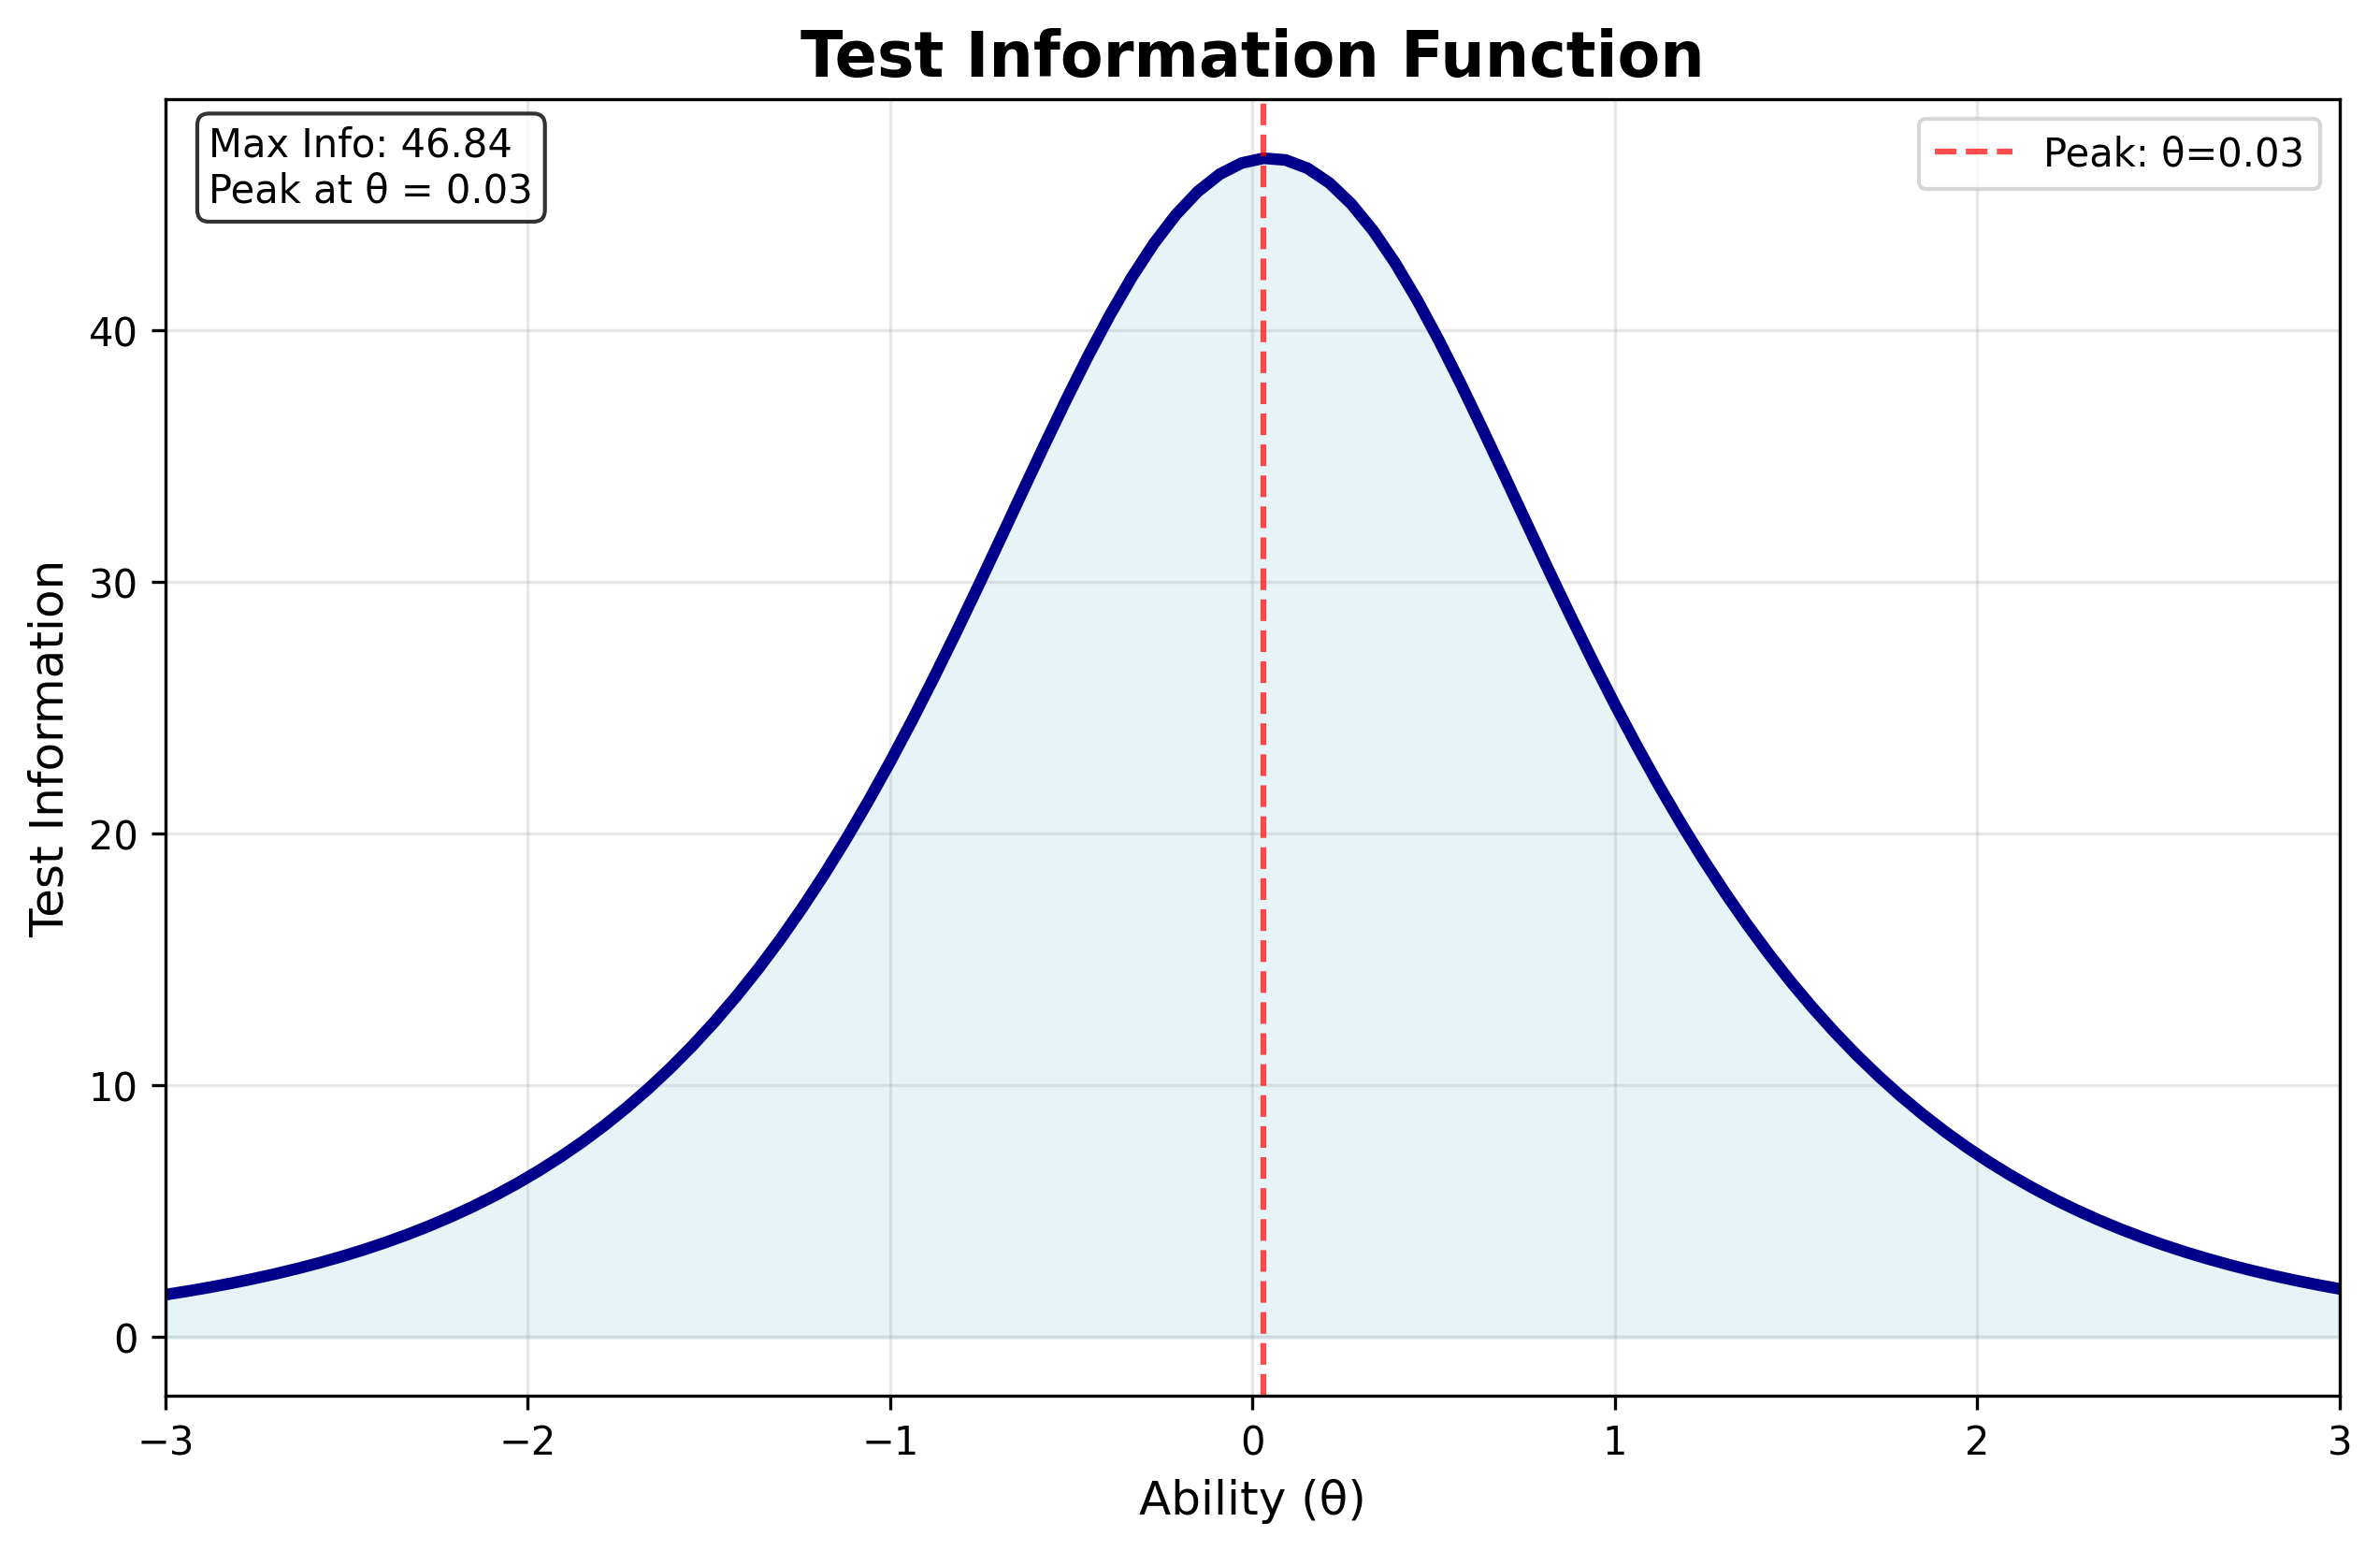 Test Information Function
Max Info: 46.84
Peak at θ = 0.03
Peak: θ=0.03
Test Information
40
30
20
10
0
−3
−2
−1
0
1
2
3
Ability (θ)